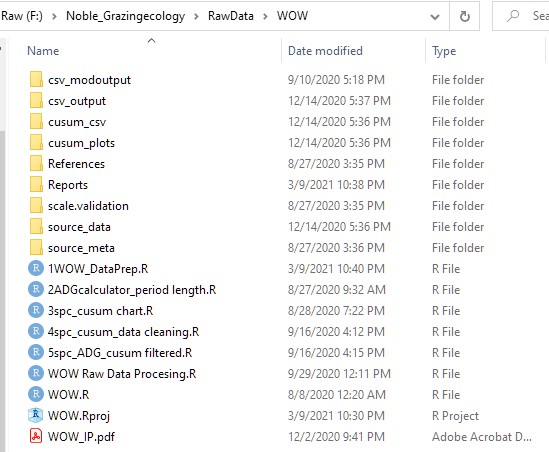 Raw (F:) > Noble_Grazingecology > RawData > WOW Sea
Name Date modified Type
csv_modoutput 9/10/2020 5:18 PM File folder
csv_output 12/14/2020 5:37 PM File folder
cusum_csv 12/14/2020 5:36 PM File folder
cusum_plots 12/14/2020 5:36 PM File folder
References 8/27/2020 3:35 PM File folder
Reports 3/9/2021 10:38 PM File folder
scale.validation 8/27/2020 3:35 PM File folder
source_data 12/14/2020 5:36 PM File folder
source_meta 8/27/2020 3:36 PM File folder
1WOW_DataPrep.R 3/9/2021 10:40 PM R File
2ADGcalculator_period length.R 8/27/2020 9:32 AM R File
3spc_cusum chart.R 8/28/2020 7:22 PM R File
4spc_cusum_data cleaning.R 9/16/2020 4:12 PM R File
5spc_ADG_cusum filtered.R 9/16/2020 4:15 PM R File
WOW Raw Data Procesing.R 9/29/2020 12:11 PM R File
WOW.R 8/8/2020 12:20 AM R File
WOW.Rproj 3/9/2021 10:30 PM R Project
WOW_IP.pdf 12/2/2020 9:41 PM Adobe Acrobat D...